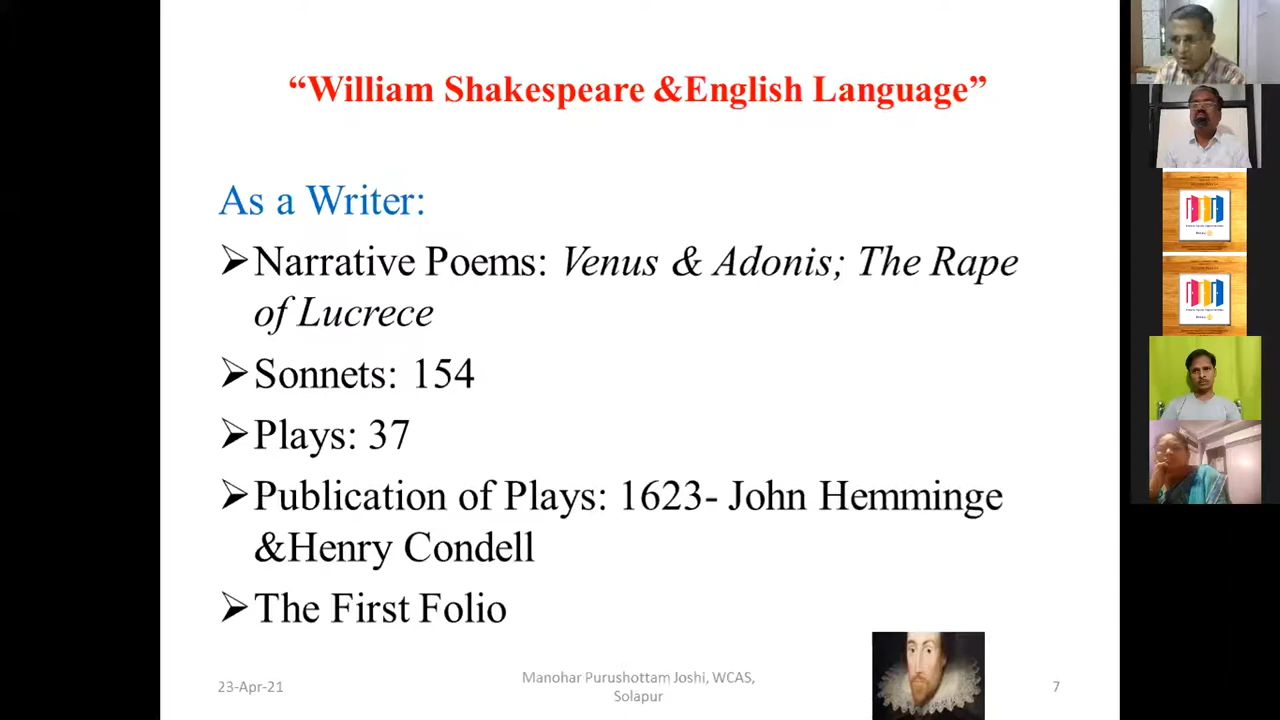 “William Shakespeare &English Language”
As a Writer:
➢Narrative Poems: Venus & Adonis; The Rape
of Lucrece
➢Sonnets: 154
➢Plays: 37
➢Publication of Plays: 1623- John Hemminge
&Henry Condell
➢The First Folio
23-Apr-21
Manohar Purushottam Joshi, WCAS,
Solapur
7